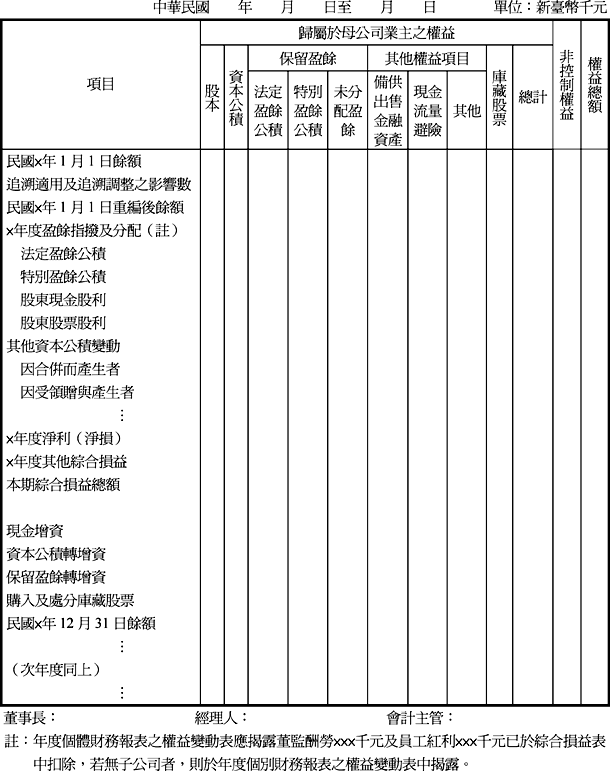 中華民國　　年　　月　　日至　　月　　日　　　　單位：新臺幣千元
項目
歸屬於母公司業主之權益
非控制權益
權益總額
股本
資本公積
保留盈餘
其他權益項目
庫藏股票
總計
法定盈餘公積
特別盈餘公積
未分配盈餘
備供出售金融資產
現金流量避險
其他
民國x年1月1日餘額
追溯適用及追溯調整之影響數
民國x年1月1日重編後餘額
x年度盈餘指撥及分配（註）
法定盈餘公積
特別盈餘公積
股東現金股利
股東股票股利
其他資本公積變動
因合併而產生者
因受領贈與產生者
⋮
x年度淨利（淨損）
x年度其他綜合損益
本期綜合損益總額
現金增資
資本公積轉增資
保留盈餘轉增資
購入及處分庫藏股票
民國x年12月31日餘額
⋮
（次年度同上）
⋮
董事長：　　　　經理人：　　　　會計主管：
註：年度個體財務報表之權益變動表應揭露董監酬勞xxx千元及員工紅利xxx千元已於綜合損益表
中扣除，若無子公司者，則於年度個別財務報表之權益變動表中揭露。